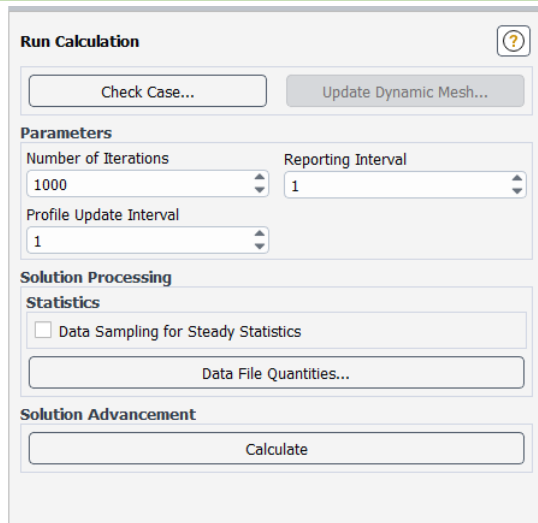 Run Calculation
?
Check Case... Update Dynamic Mesh...
Parameters
Number of Iterations Reporting Interval
1000 1
Profile Update Interval
1
Solution Processing
Statistics
Data Sampling for Steady Statistics
Data File Quantities...
Solution Advancement
Calculate